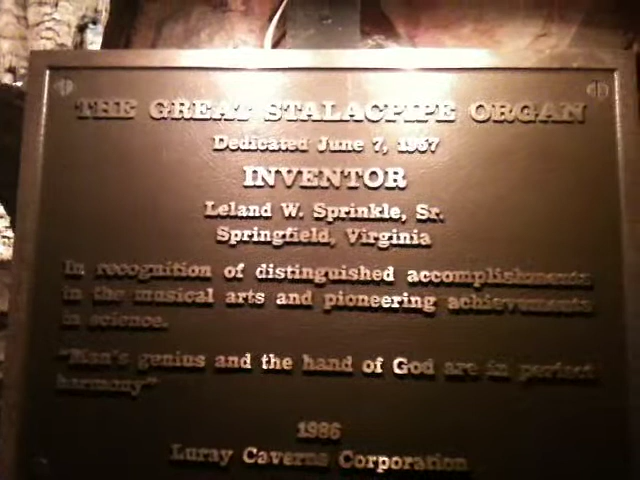 THE GREAT STALACPIPE ORGAN
Dedicated June 7, 1957
INVENTOR
Leland W. Sprinkle, Sr.
Springfield, Virginia
In recognition of distinguished accomplishments
in the musical arts and pioneering achievements
in science.
"Man's genius and the hand of God are in perfect
harmony"
1986
Luray Caverns Corporation